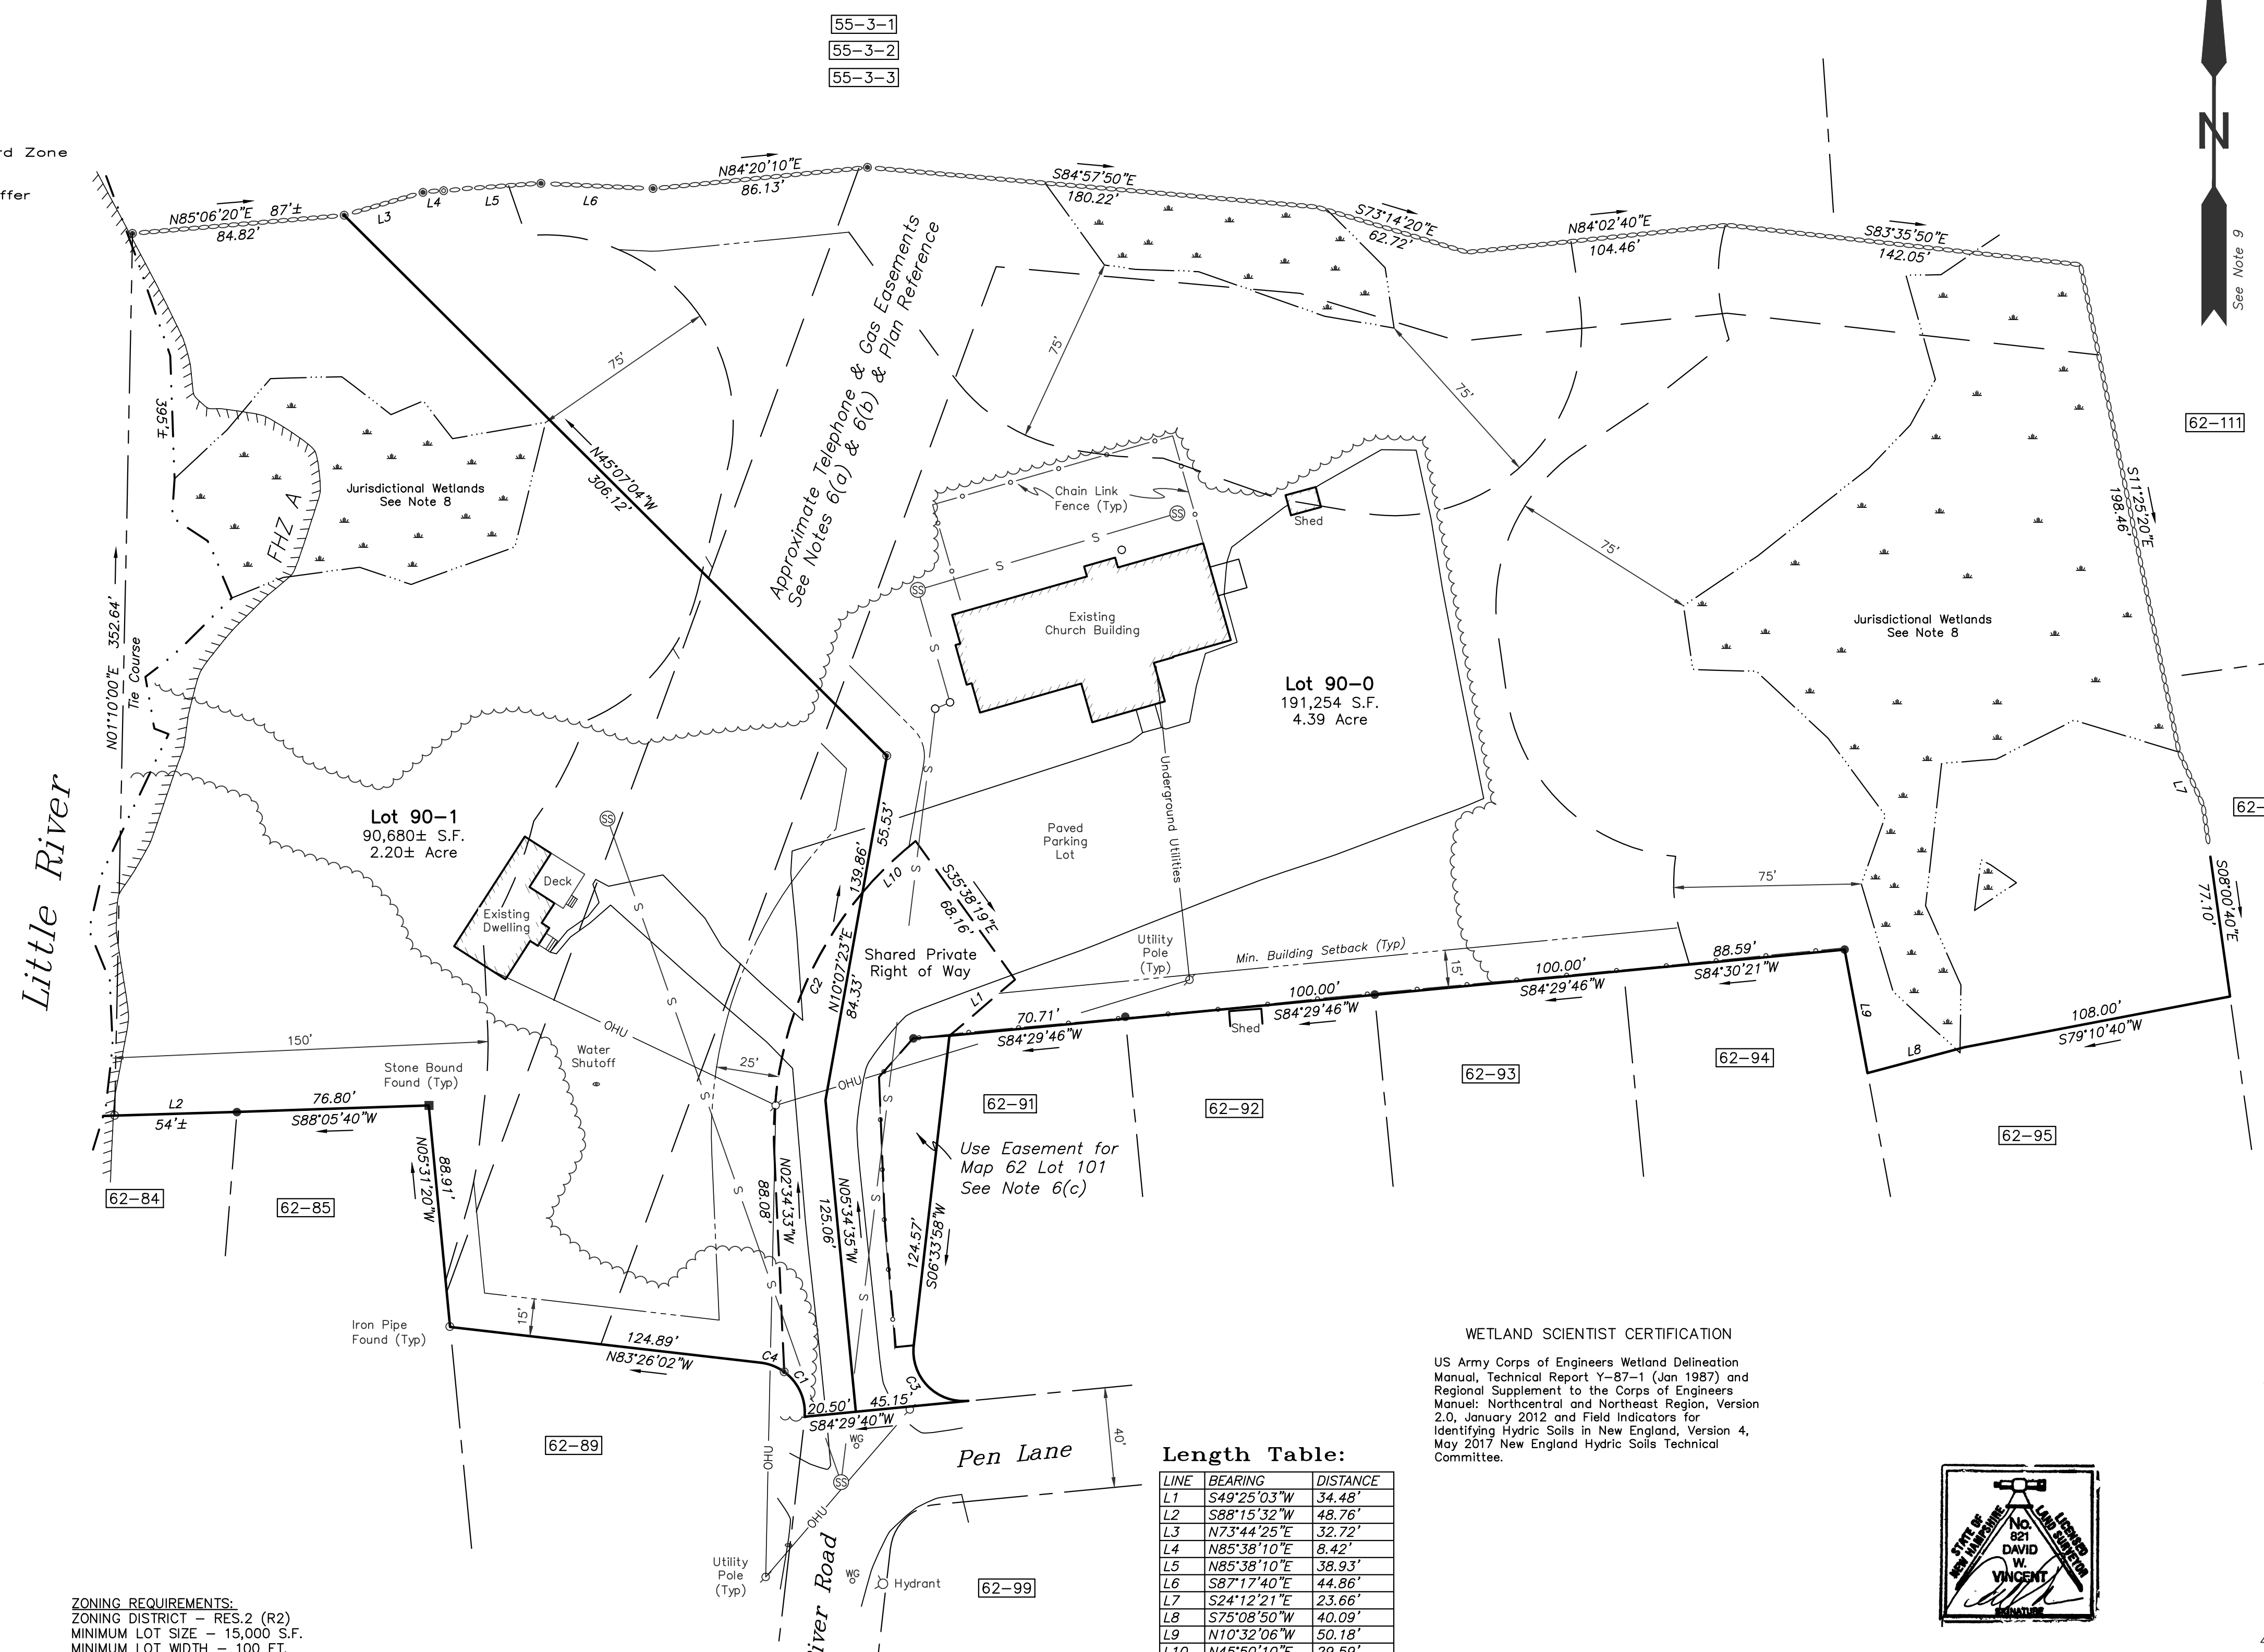 55-3-1
55-3-2
55-3-3
rd Zone
ffer
N
See Note 9
N85°06'20"E 87'±
84.82'
L3
L4
L5
L6
N84°20'10"E
86.13'
S84°57'50"E
180.22'
S73°14'20"E
62.72'
N84°02'40"E
104.46'
S83°35'50"E
142.05'
395'±
75'
75'
75'
75'
62-111
Approximate Telephone & Gas Easements
See Notes 6(a) & 6(b) & Plan Reference
N45°07'04"W
306.12'
Jurisdictional Wetlands
See Note 8
FHZ A
Chain Link
Fence (Typ)
SS
S
S
Shed
SS
S
Existing
Church Building
S11°25'20"E
198.46'
Jurisdictional Wetlands
See Note 8
N01°10'00"E 352.64'
Tie Course
Lot 90-0
191,254 S.F.
4.39 Acre
Little River
Lot 90-1
90,680± S.F.
2.20± Acre
SS
S
55.53'
139.86'
L10
S
Paved
Parking
Lot
Underground Utilities
L7
62-
Deck
Existing
Dwelling
S
S35°38'19"E
68.16'
75'
S08°00'40"E
77.10'
Shared Private
Right of Way
N10°07'23"E
84.33'
C2
L1
Utility
Pole
(Typ)
Min. Building Setback (Typ)
15'
88.59'
S84°30'21"W
100.00'
S84°29'46"W
100.00'
S84°29'46"W
70.71'
S84°29'46"W
Shed
L9
L8
108.00'
S79°10'40"W
150'
OHU
S
Water
Shutoff
25'
OHU
S
S
Stone Bound
Found (Typ)
L2
54'±
76.80'
S88°05'40"W
62-91
62-92
62-93
62-94
62-95
62-84
62-85
N05°31'20"W
88.91'
Use Easement for
Map 62 Lot 101
See Note 6(c)
S
S
N02°34'33"W
88.08'
N05°34'35"W
125.06'
124.57'
S06°33'58"W
S
S
Iron Pipe
Found (Typ)
15'
124.89'
N83°26'02"W
C4
C1
C3
20.50'
45.15'
S84°29'40"W
WG
62-89
OHU
SS
OHU
Pen Lane
40'
Utility
Pole
(Typ)
iver Road
WG
Hydrant
62-99
WETLAND SCIENTIST CERTIFICATION
US Army Corps of Engineers Wetland Delineation
Manual, Technical Report Y-87-1 (Jan 1987) and
Regional Supplement to the Corps of Engineers
Manuel: Northcentral and Northeast Region, Version
2.0, January 2012 and Field Indicators for
Identifying Hydric Soils in New England, Version 4,
May 2017 New England Hydric Soils Technical
Committee.
Length Table:
LINE BEARING DISTANCE
L1 S49°25'03"W 34.48'
L2 S88°15'32"W 48.76'
L3 N73°44'25"E 32.72'
L4 N85°38'10"E 8.42'
L5 N85°38'10"E 38.93'
L6 S87°17'40"E 44.86'
L7 S24°12'21"E 23.66'
L8 S75°08'50"W 40.09'
L9 N10°32'06"W 50.18'
L10 N45°50'10"E 29.59'
STATE OF
NEW HAMPSHIRE
LICENSED
LAND SURVEYOR
No.
821
DAVID
W.
VINCENT
SIGNATURE
ZONING REQUIREMENTS:
ZONING DISTRICT - RES.2 (R2)
MINIMUM LOT SIZE - 15,000 S.F.
MINIMUM LOT WIDTH - 100 FT.